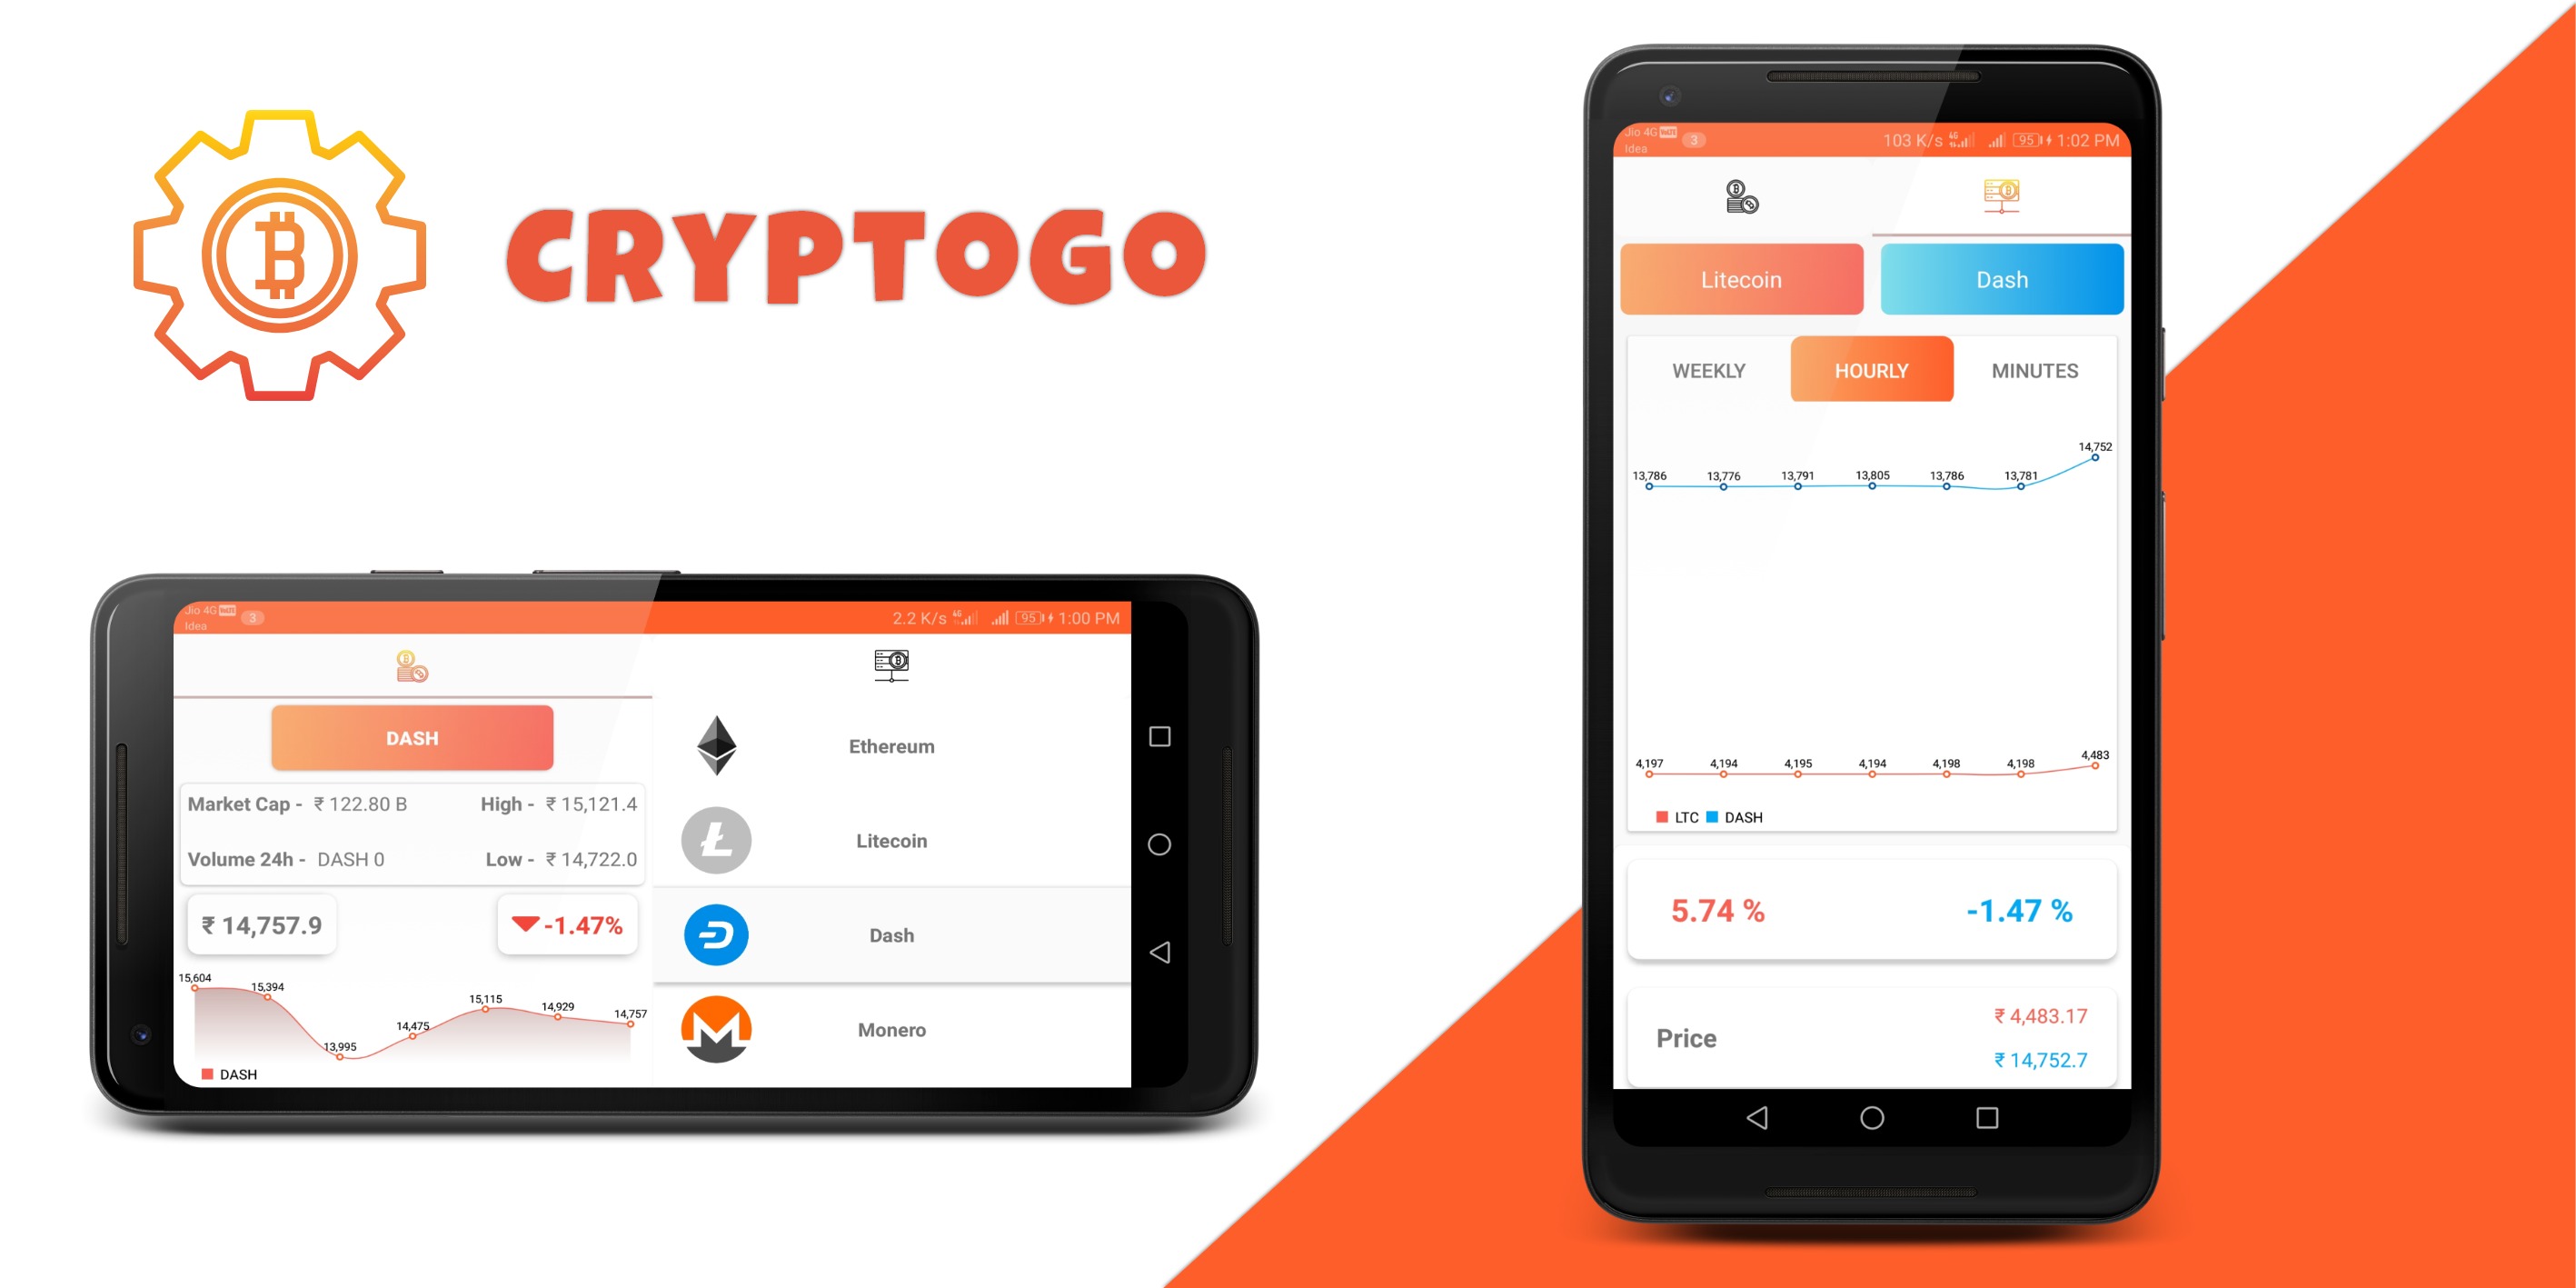 CRYPTOGO
Jio 4G VoLTE 3
Idea
2.2 K/s 4G 95 1:00 PM
DASH
Market Cap - ₹ 122.80 B High - ₹ 15,121.4
Volume 24h - DASH 0 Low - ₹ 14,722.0
₹ 14,757.9 -1.47%
15,604
15,394
13,995
14,475
15,115
14,929
14,757
DASH
Ethereum
Litecoin
Dash
Monero
Jio 4G VoLTE 3
Idea
103 K/s 4G 95 1:02 PM
Litecoin Dash
WEEKLY HOURLY MINUTES
13,786 13,776 13,791 13,805 13,786 13,781 14,752
4,197 4,194 4,195 4,194 4,198 4,198 4,483
LTC DASH
5.74 % -1.47 %
Price
₹ 4,483.17
₹ 14,752.7